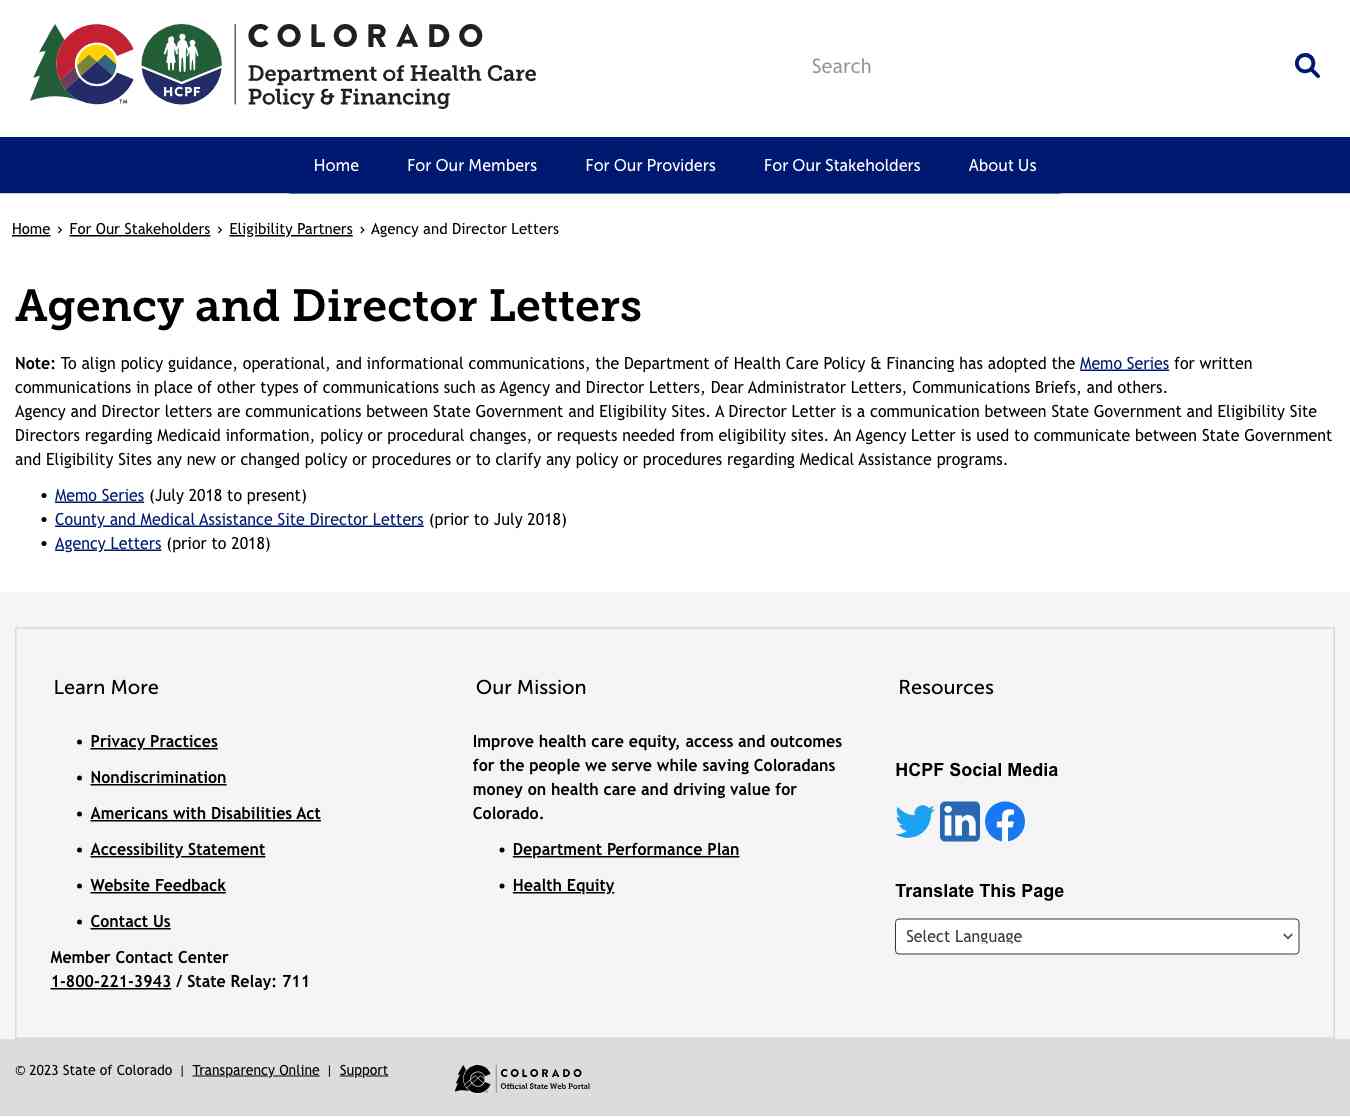 COLORADO
Department of Health Care
Policy & Financing
HCPF
TM
Search
Home
For Our Members
For Our Providers
For Our Stakeholders
About Us
Home › For Our Stakeholders › Eligibility Partners › Agency and Director Letters
Agency and Director Letters
Note: To align policy guidance, operational, and informational communications, the Department of Health Care Policy & Financing has adopted the Memo Series for written
communications in place of other types of communications such as Agency and Director Letters, Dear Administrator Letters, Communications Briefs, and others.
Agency and Director letters are communications between State Government and Eligibility Sites. A Director Letter is a communication between State Government and Eligibility Site
Directors regarding Medicaid information, policy or procedural changes, or requests needed from eligibility sites. An Agency Letter is used to communicate between State Government
and Eligibility Sites any new or changed policy or procedures or to clarify any policy or procedures regarding Medical Assistance programs.
• Memo Series (July 2018 to present)
• County and Medical Assistance Site Director Letters (prior to July 2018)
• Agency Letters (prior to 2018)
Learn More
• Privacy Practices
• Nondiscrimination
• Americans with Disabilities Act
• Accessibility Statement
• Website Feedback
• Contact Us
Member Contact Center
1-800-221-3943 / State Relay: 711
Our Mission
Improve health care equity, access and outcomes
for the people we serve while saving Coloradans
money on health care and driving value for
Colorado.
• Department Performance Plan
• Health Equity
Resources
HCPF Social Media
in
Translate This Page
Select Language
© 2023 State of Colorado | Transparency Online | Support
COLORADO
Official State Web Portal